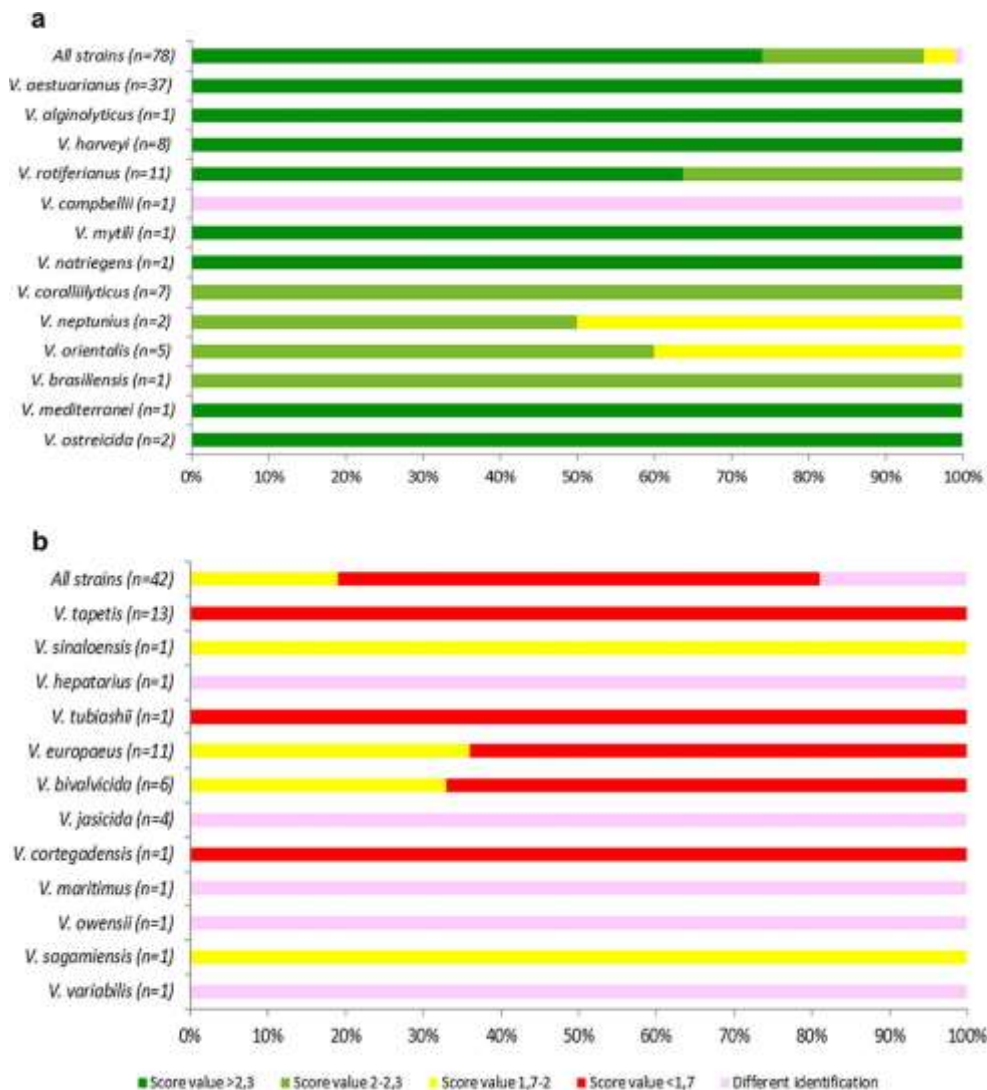 a
All strains (n=78)
V. aestuarianus (n=37)
V. alginolyticus (n=1)
V. harveyi (n=8)
V. rotiferianus (n=11)
V. campbellii (n=1)
V. mytili (n=1)
V. natriegens (n=1)
V. coralliilyticus (n=7)
V. neptunius (n=2)
V. orientalis (n=5)
V. brasiliensis (n=1)
V. mediterranei (n=1)
V. ostreicida (n=2)
0% 10% 20% 30% 40% 50% 60% 70% 80% 90% 100%
b
All strains (n=42)
V. tapetis (n=13)
V. sinaloensis (n=1)
V. hepatarius (n=1)
V. tubiashii (n=1)
V. europaeus (n=11)
V. bivalvicida (n=6)
V. jasicida (n=4)
V. cortegadensis (n=1)
V. maritimus (n=1)
V. owensii (n=1)
V. sagamiensis (n=1)
V. variabilis (n=1)
0% 10% 20% 30% 40% 50% 60% 70% 80% 90% 100%
Score value >2,3 Score value 2-2,3 Score value 1,7-2 Score value <1,7 Different identification